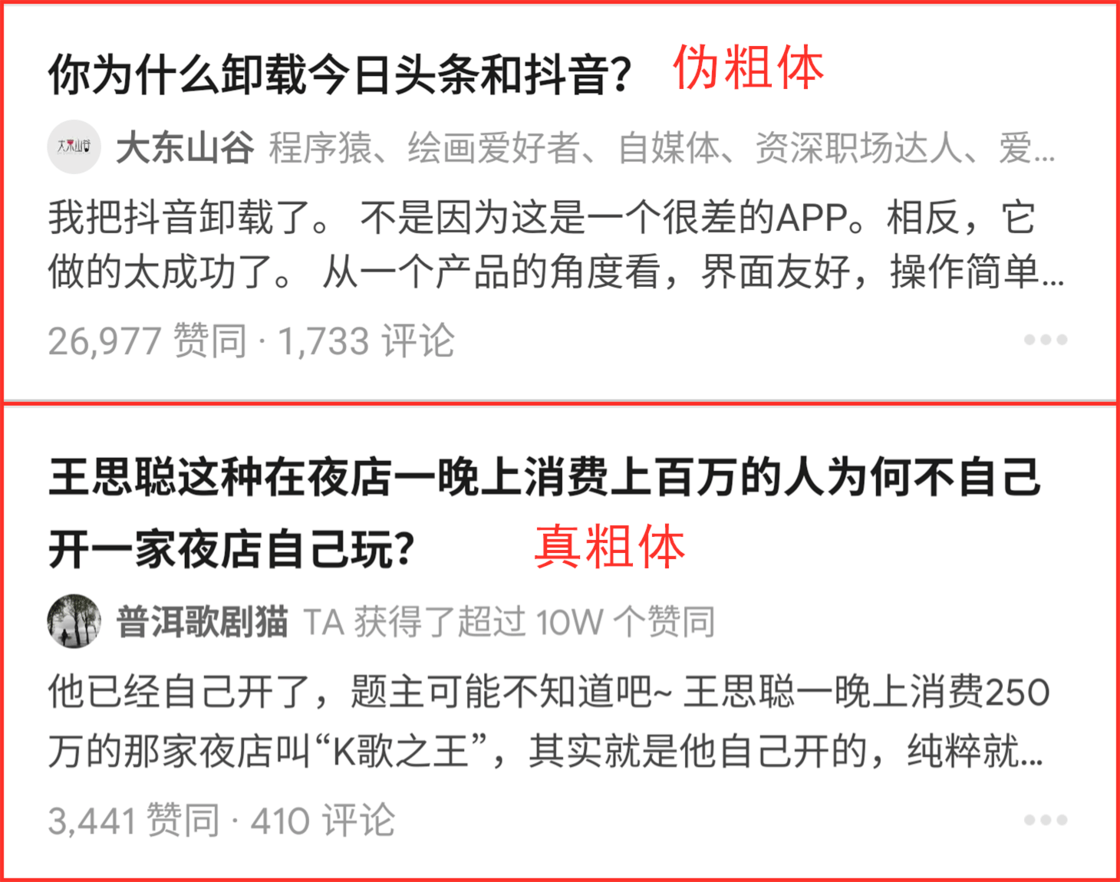 你为什么卸载今日头条和抖音? 伪粗体
大东山谷 程序猿、绘画爱好者、自媒体、资深职场达人、爱...
我把抖音卸载了。 不是因为这是一个很差的APP。相反，它
做的太成功了。 从一个产品的角度看，界面友好，操作简单...
26,977 赞同 · 1,733 评论
王思聪这种在夜店一晚上消费上百万的人为何不自己
开一家夜店自己玩? 真粗体
普洱歌剧猫 TA 获得了超过 10W 个赞同
他已经自己开了，题主可能不知道吧~ 王思聪一晚上消费250
万的那家夜店叫“K歌之王”，其实就是他自己开的，纯粹就...
3,441 赞同 · 410 评论